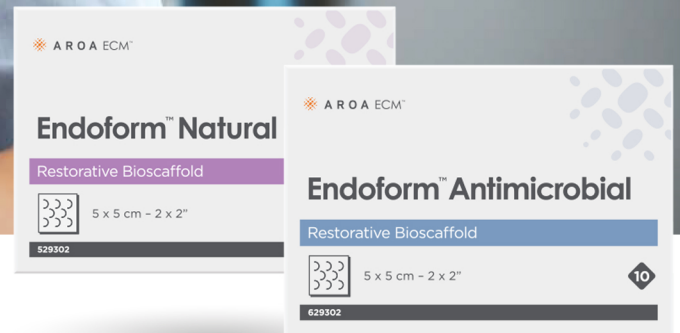 AROA ECM™
Endoform™ Natural
Restorative Bioscaffold
5 x 5 cm – 2 x 2”
529302
AROA ECM™
Endoform™ Antimicrobial
Restorative Bioscaffold
5 x 5 cm – 2 x 2”
10
629302